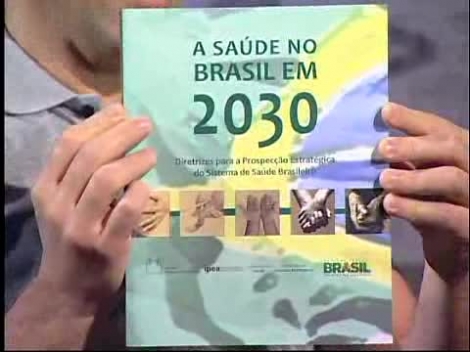 A SAÚDE NO
BRASIL EM
2030
Diretrizes para a Prospecção Estratégica
do Sistema de Saúde Brasileiro
ipea
BRASIL